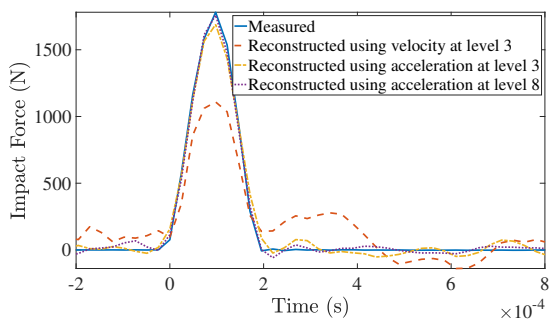 Measured
Reconstructed using velocity at level 3
Reconstructed using acceleration at level 3
Reconstructed using acceleration at level 8
Impact Force (N)
1500
1000
500
0
-2
0
2
4
6
8
Time (s)
×10⁻⁴